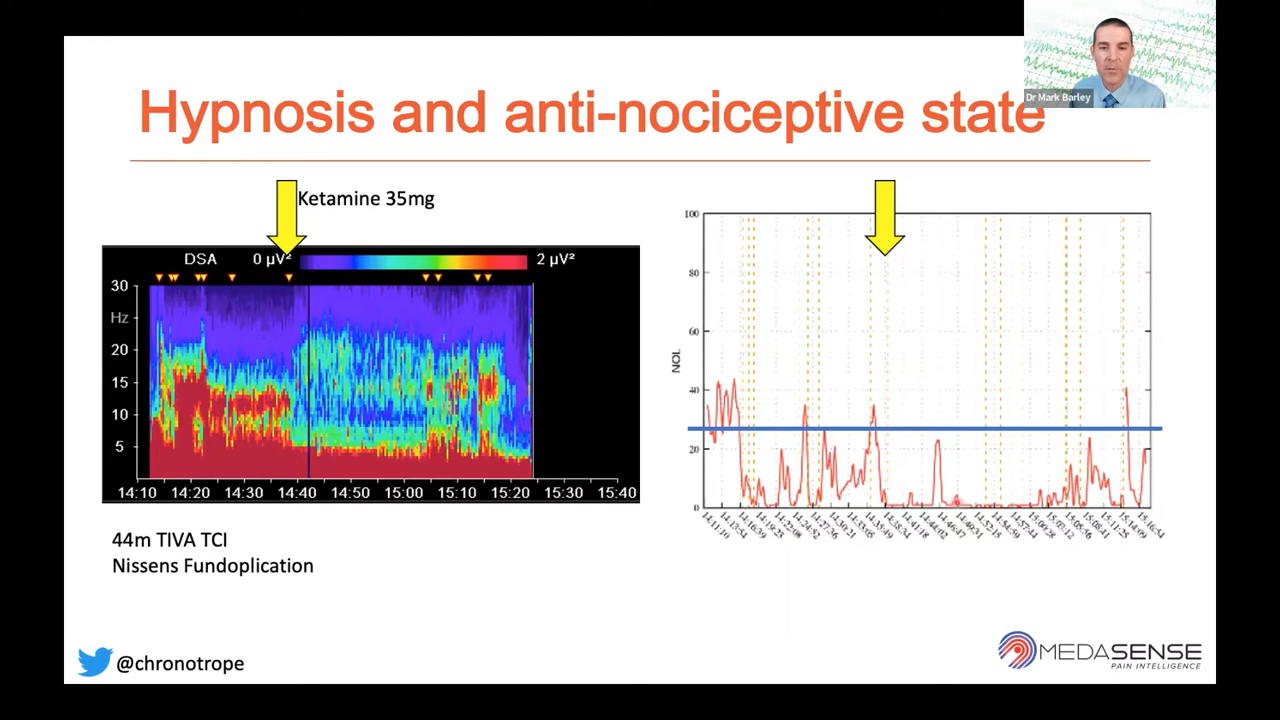 Dr Mark Barley
Hypnosis and anti-nociceptive state
Ketamine 35mg
DSA 0 µV² 2 µV²
30
Hz
20
15
10
5
14:10 14:20 14:30 14:40 14:50 15:00 15:10 15:20 15:30 15:40
100
80
60
40
20
0
NOL
44m TIVA TCI
Nissens Fundoplication
@chronotrope
MEDASENSE
PAIN INTELLIGENCE